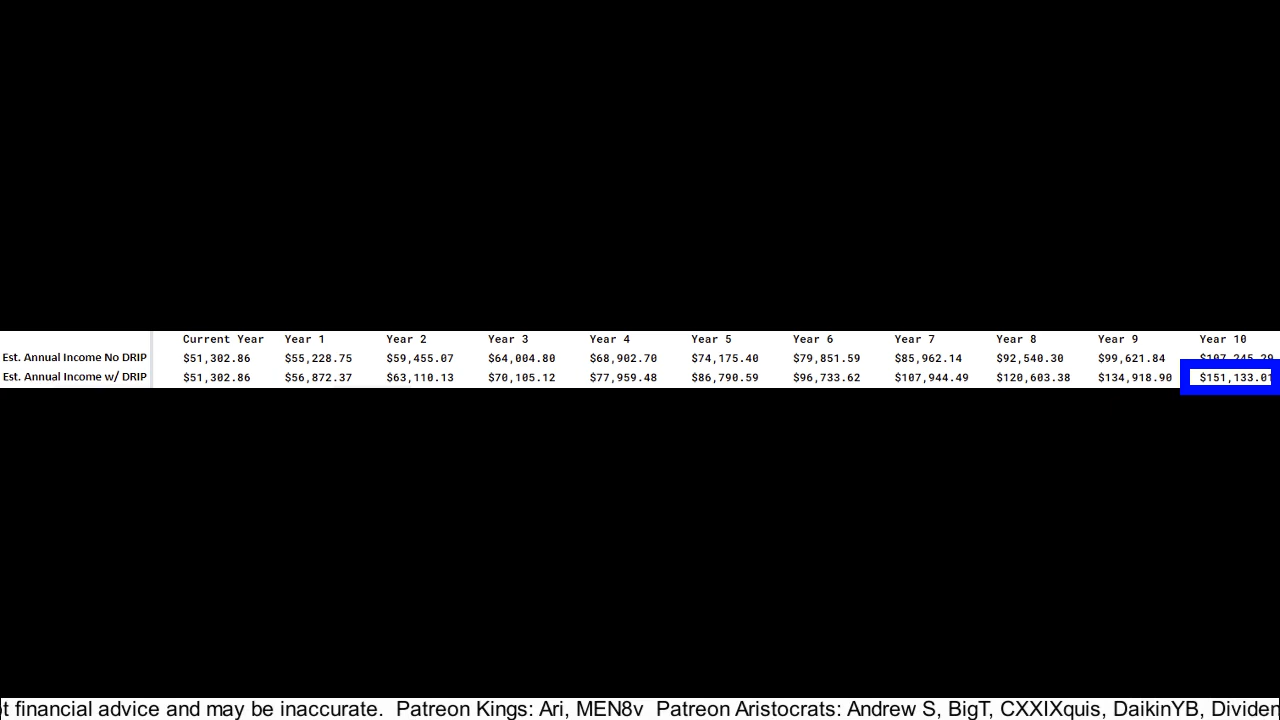 Current Year Year 1 Year 2 Year 3 Year 4 Year 5 Year 6 Year 7 Year 8 Year 9 Year 10
Est. Annual Income No DRIP $51,302.86 $55,228.75 $59,455.07 $64,004.80 $68,902.70 $74,175.40 $79,851.59 $85,962.14 $92,540.30 $99,621.84
Est. Annual Income w/ DRIP $51,302.86 $56,872.37 $63,110.13 $70,105.12 $77,959.48 $86,790.59 $96,733.62 $107,944.49 $120,603.38 $134,918.90 $151,133.01
financial advice and may be inaccurate. Patreon Kings: Ari, MEN8v Patreon Aristocrats: Andrew S, BigT, CXXIXquis, DaikinYB, Dividen